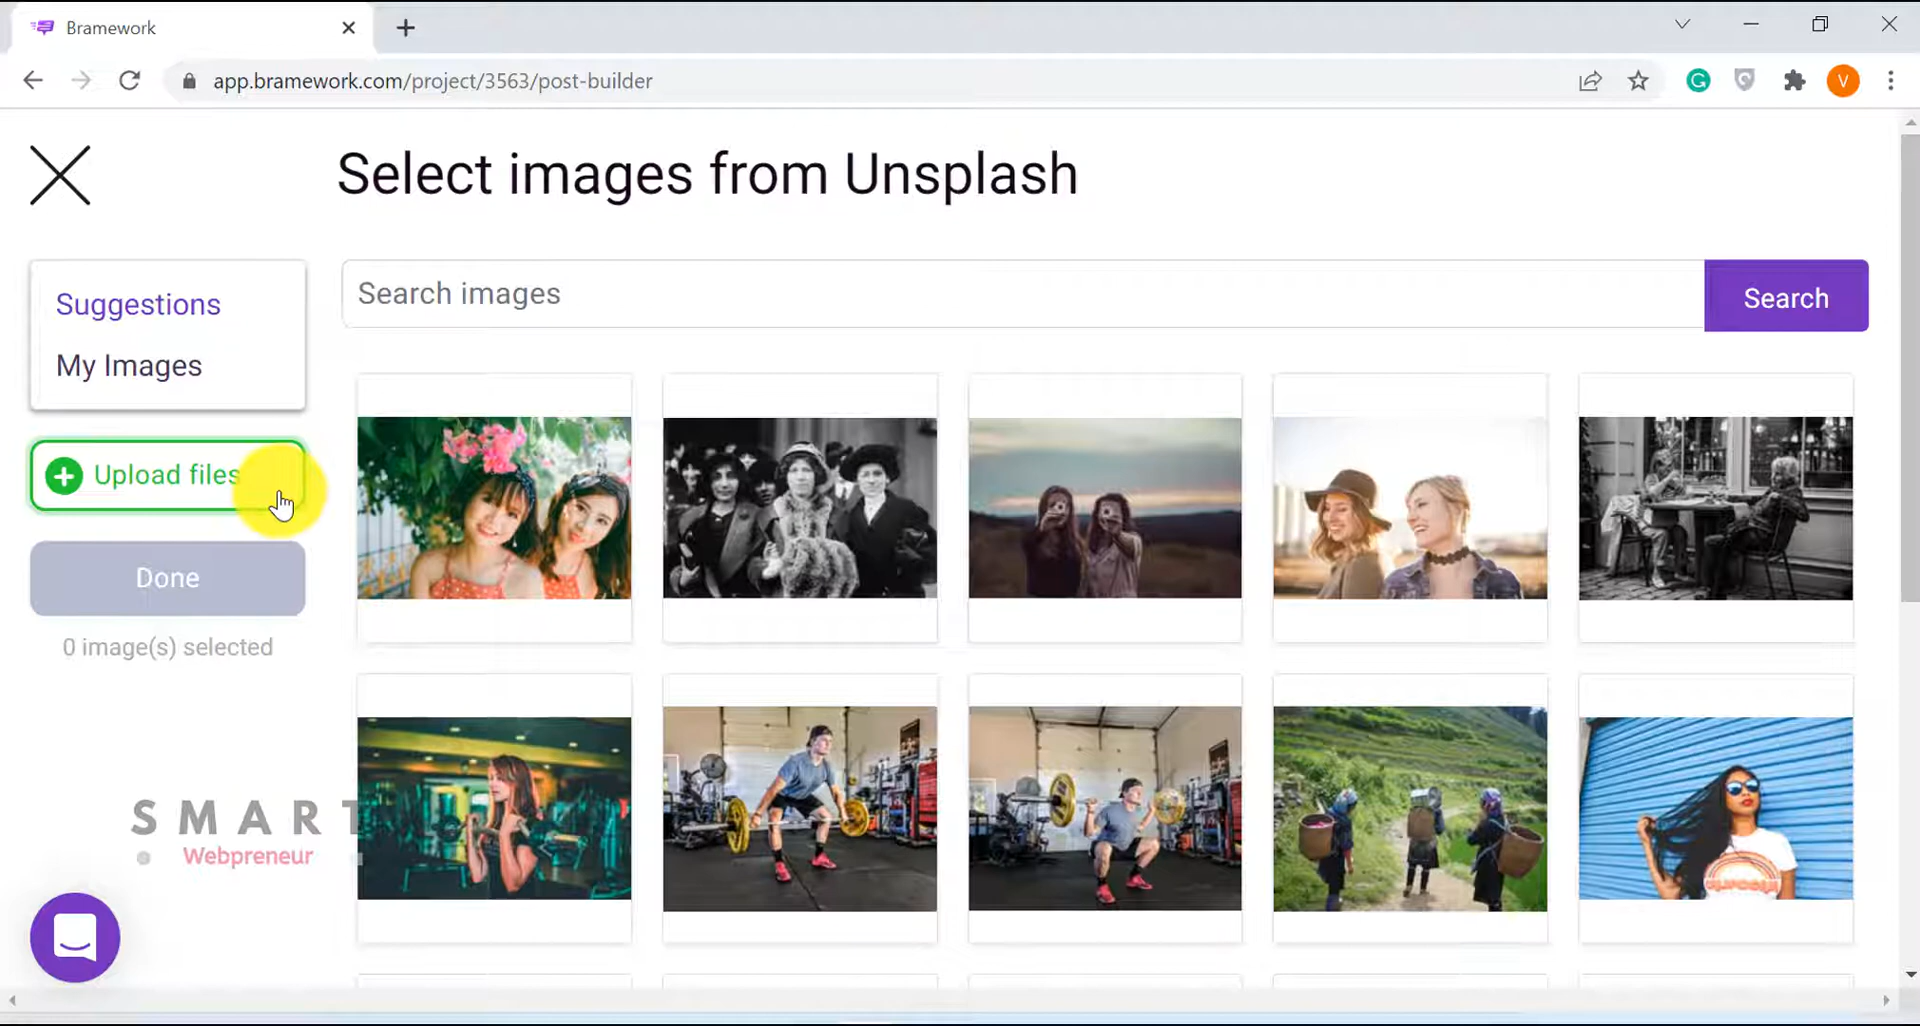 Bramework
app.bramework.com/project/3563/post-builder
V
Select images from Unsplash
Suggestions
My Images
Search images
Search
Upload files
Done
0 image(s) selected
SMART
Webpreneur